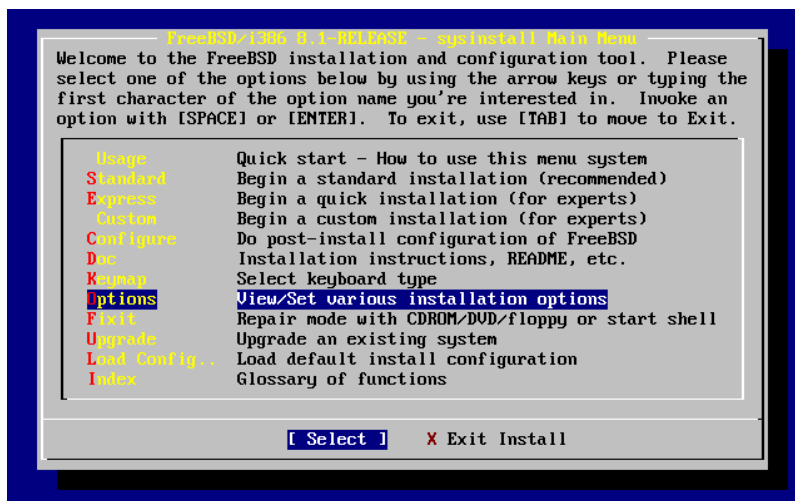 FreeBSD/i386 8.1-RELEASE - sysinstall Main Menu
Welcome to the FreeBSD installation and configuration tool. Please
select one of the options below by using the arrow keys or typing the
first character of the option name you're interested in. Invoke an
option with [SPACE] or [ENTER]. To exit, use [TAB] to move to Exit.
Usage Quick start - How to use this menu system
Standard Begin a standard installation (recommended)
Express Begin a quick installation (for experts)
Custom Begin a custom installation (for experts)
Configure Do post-install configuration of FreeBSD
Doc Installation instructions, README, etc.
Keymap Select keyboard type
Options View/Set various installation options
Fixit Repair mode with CDROM/DVD/floppy or start shell
Upgrade Upgrade an existing system
Load Config.. Load default install configuration
Index Glossary of functions
[ Select ] X Exit Install